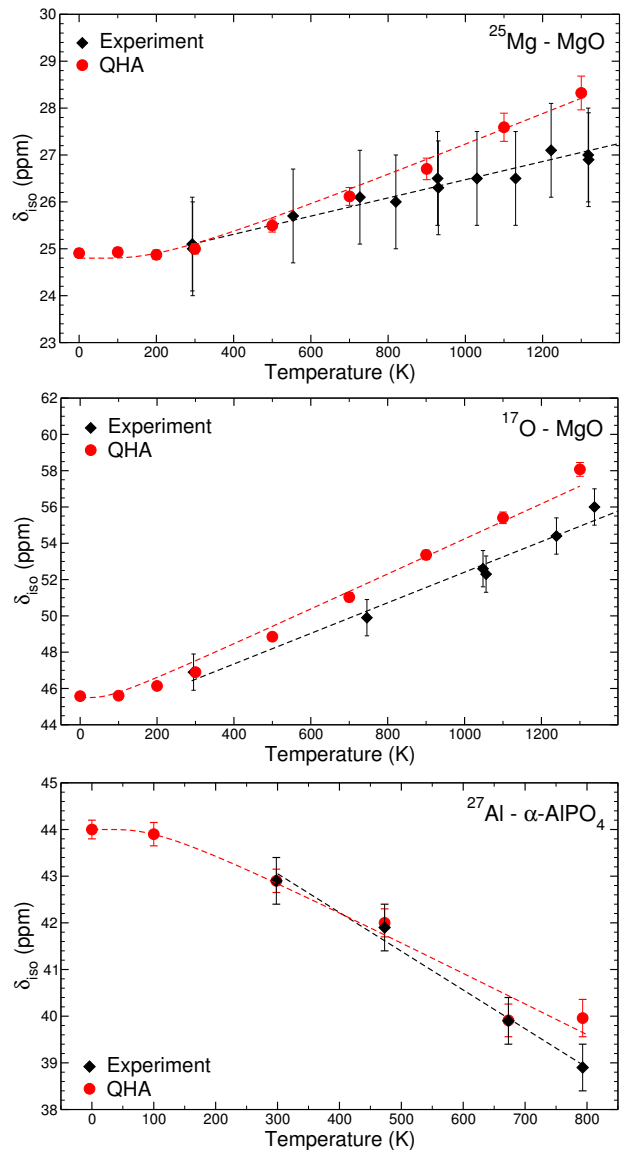 30
29
28
27
26
25
24
23
δiso (ppm)
Experiment
QHA
²⁵Mg - MgO
0 200 400 600 800 1000 1200
Temperature (K)
62
60
58
56
54
52
50
48
46
44
δiso (ppm)
Experiment
QHA
¹⁷O - MgO
0 200 400 600 800 1000 1200
Temperature (K)
45
44
43
42
41
40
39
38
δiso (ppm)
²⁷Al - α-AlPO₄
Experiment
QHA
0 100 200 300 400 500 600 700 800
Temperature (K)